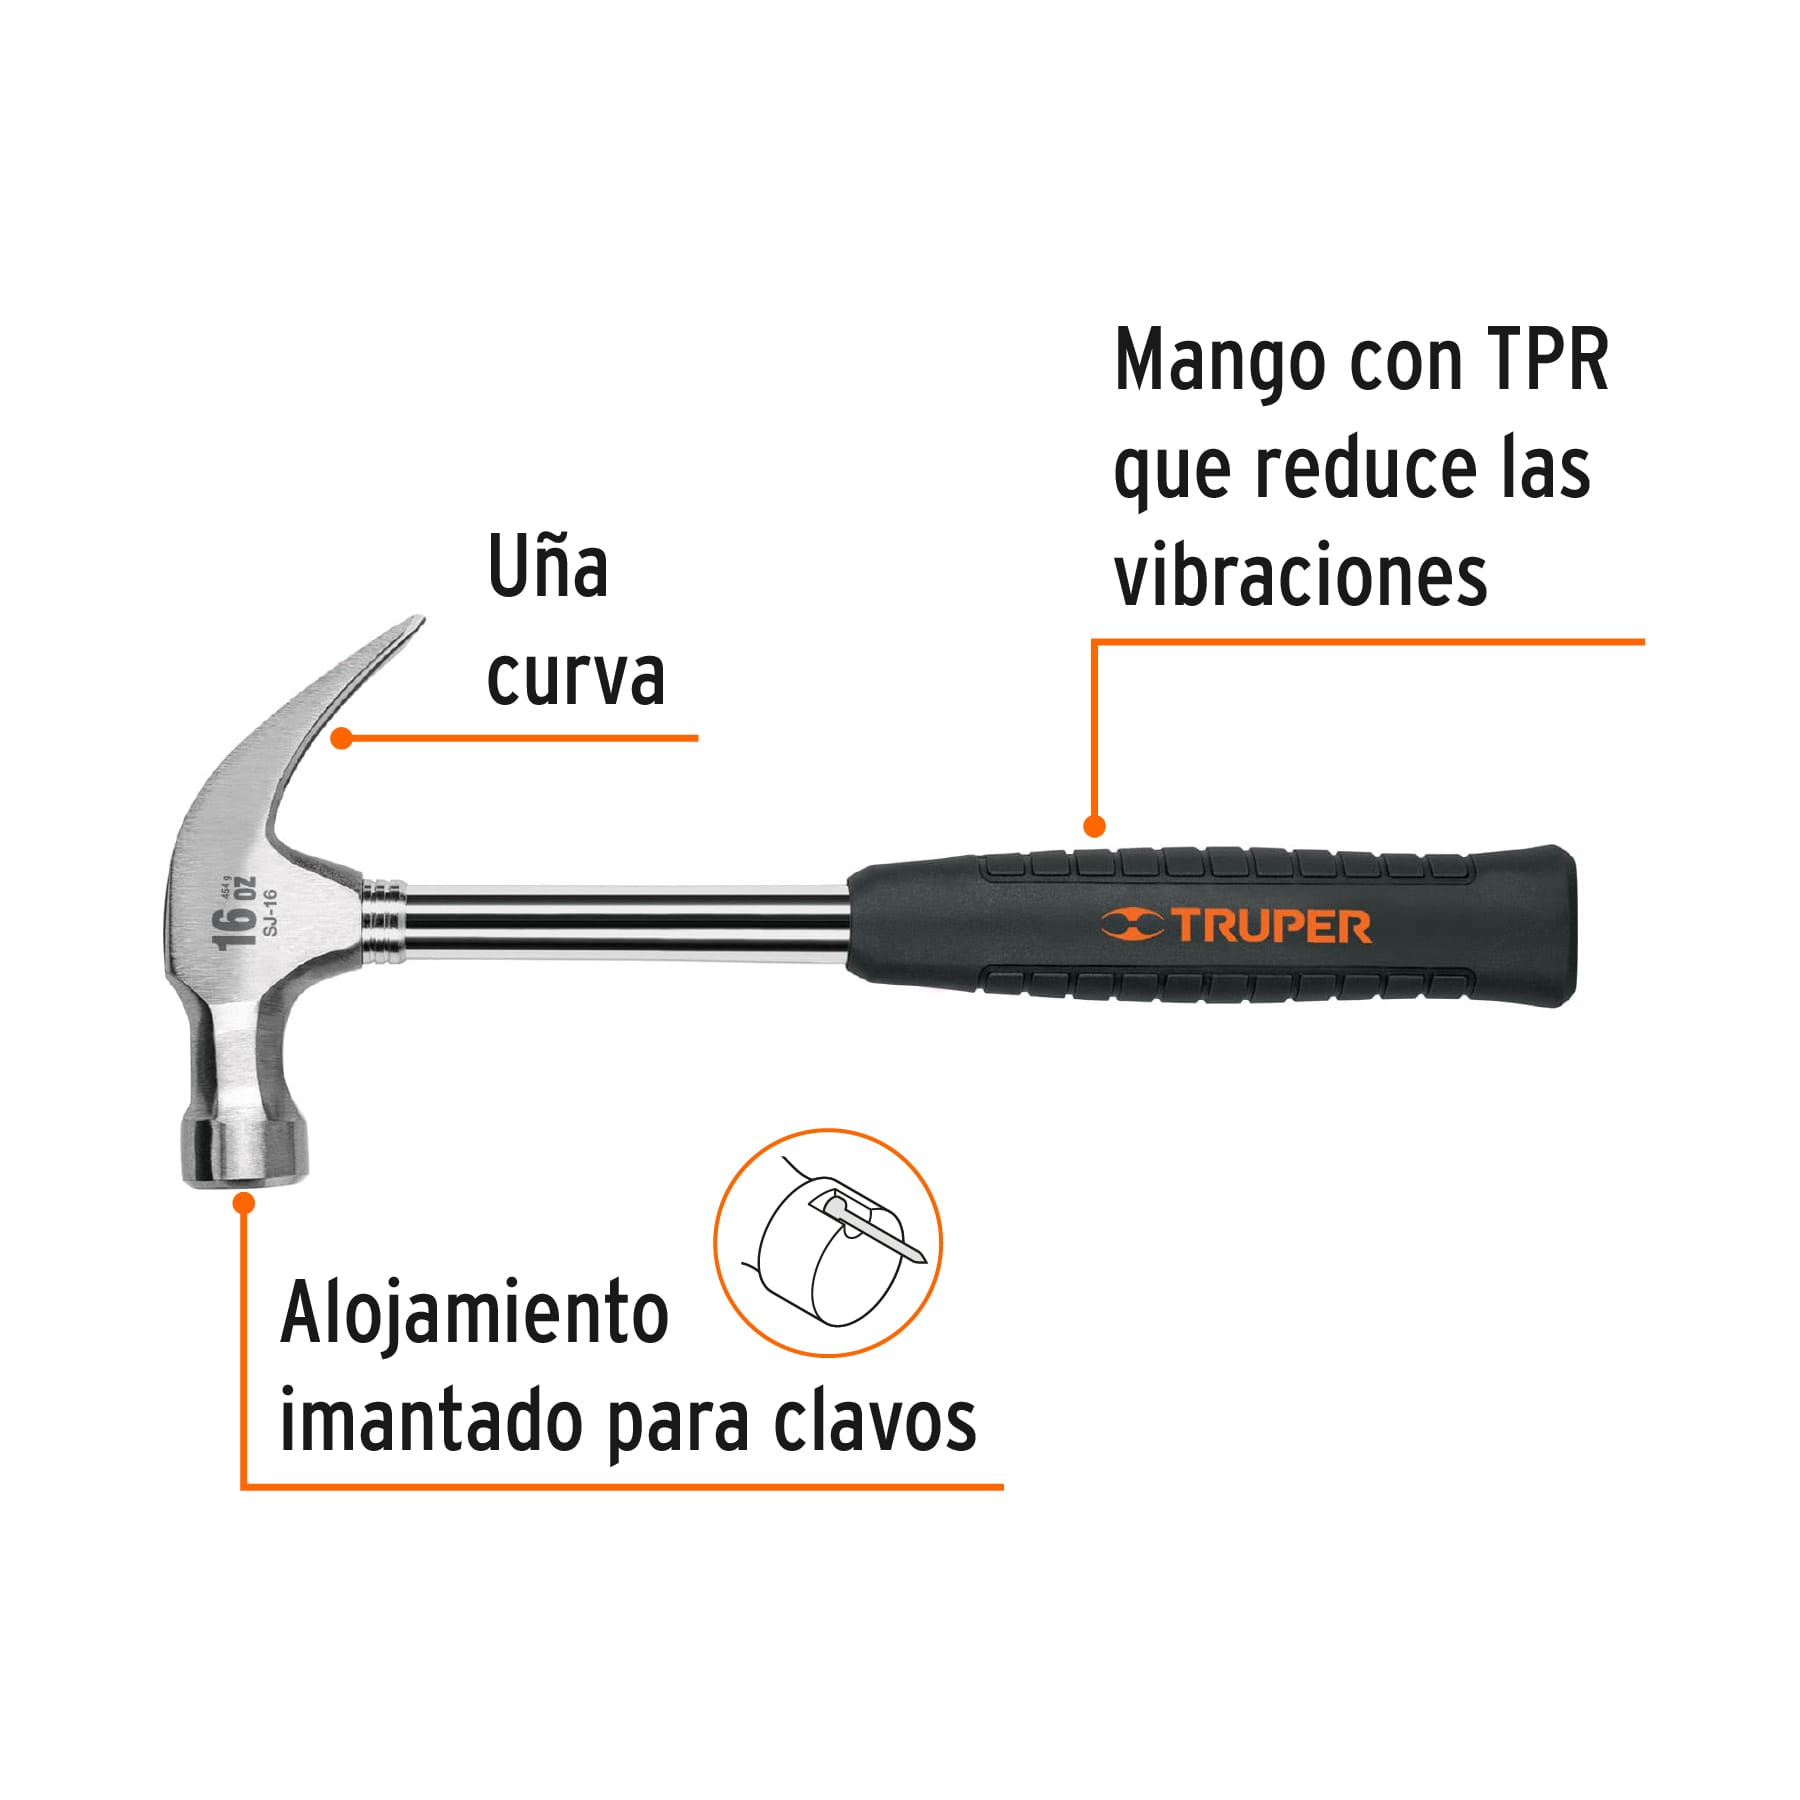 Mango con TPR
que reduce las
vibraciones
Uña
curva
16 oz
454 g
SJ-16
TRUPER
Alojamiento
imantado para clavos